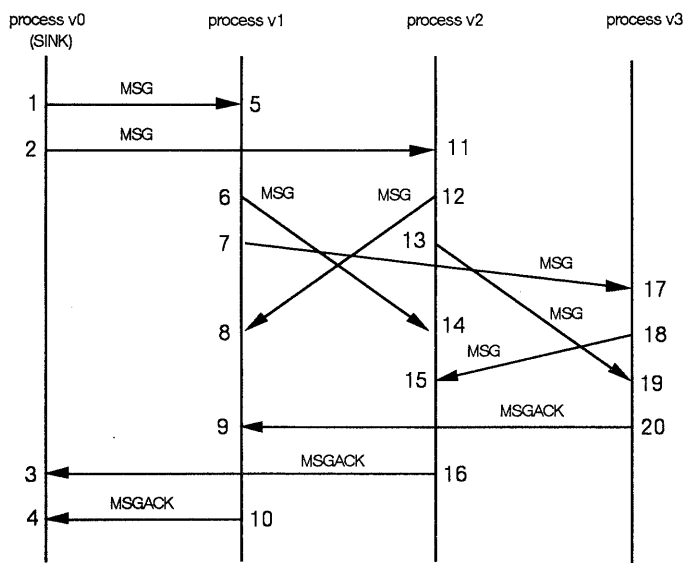 process v0 process v1 process v2 process v3
(SINK)
MSG
1 5
MSG
2 11
6 MSG MSG 12
7 13 MSG 17
MSG
8 14 18
MSG
15 19
MSGACK
9 20
MSGACK
3 16
MSGACK
4 10